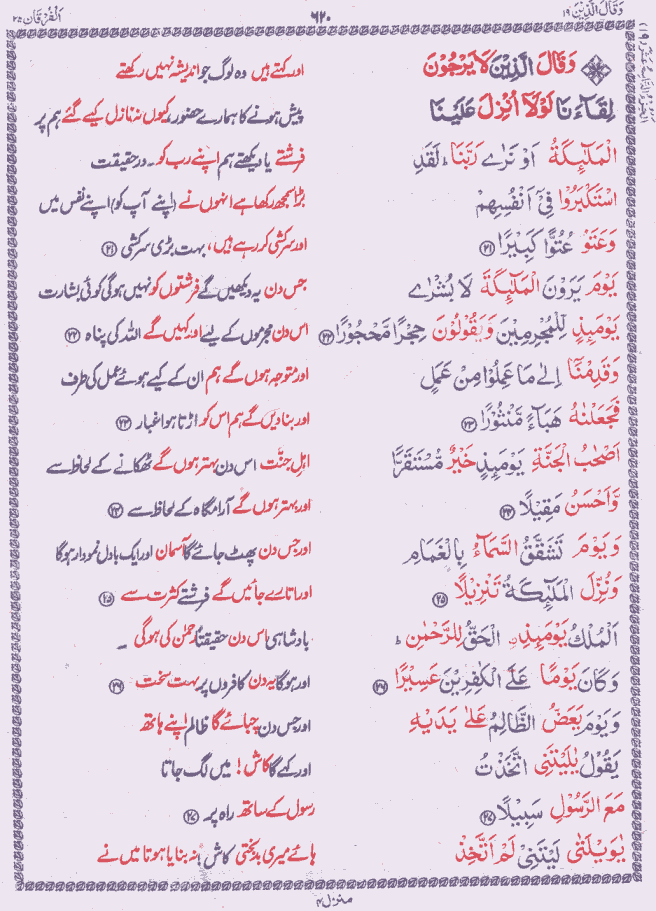 وَقَالَ الَّذِیْنَ ١٩
٦٢٠
اَلْفُرْقَان ٢٥
وَقَالَ الَّذِیْنَ لَا یَرْجُوْنَ
اور کہتے ہیں وہ لوگ جو اندیشہ نہیں رکھتے
لِقَآءَنَا لَوْلَاۤ اُنْزِلَ عَلَیْنَا
پیش ہونے کا ہمارے حضور، کیوں نہ نازل کیے گئے ہم پر
الْمَلٰٓىِٕكَةُ اَوْ نَرٰی رَبَّنَا ؕ لَقَدِ
فرشتے یا دیکھتے ہم اپنے رب کو ۔ درحقیقت
اسْتَكْبَرُوْا فِیْۤ اَنْفُسِهِمْ
بڑا سمجھ رکھا ہے انہوں نے (اپنے آپ کو) اپنے نفس میں
وَعَتَوْ عُتُوًّا كَبِیْرًا ٢١
اور سرکشی کر رہے ہیں، بہت بڑی سرکشی ٢١
یَوْمَ یَرَوْنَ الْمَلٰٓىِٕكَةَ لَا بُشْرٰی
جس دن یہ دیکھیں گے فرشتوں کو نہیں ہوگی کوئی بشارت
یَوْمَىِٕذٍ لِّلْمُجْرِمِیْنَ وَیَقُوْلُوْنَ حِجْرًا مَّحْجُوْرًا ٢٢
اس دن مجرموں کے لیے اور کہیں گے اللہ کی پناہ ٢٢
وَقَدِمْنَاۤ اِلٰی مَا عَمِلُوْا مِنْ عَمَلٍ
اور متوجہ ہوں گے ہم ان کے کیے ہوئے عمل کی طرف
فَجَعَلْنٰهُ هَبَآءً مَّنْثُوْرًا ٢٣
اور بنا دیں گے ہم اس کو اڑتا ہوا غبار ٢٣
اَصْحٰبُ الْجَنَّةِ یَوْمَىِٕذٍ خَیْرٌ مُّسْتَقَرًّا
اہل جنّت اس دن بہتر ہوں گے ٹھکانے کے لحاظ سے
وَّاَحْسَنُ مَقِیْلًا ٢٤
اور بہتر ہوں گے آرام گاہ کے لحاظ سے ٢٤
وَیَوْمَ تَشَقَّقُ السَّمَآءُ بِالْغَمَامِ
اور جس دن پھٹ جائے گا آسمان اور ایک بادل نمودار ہوگا
وَنُزِّلَ الْمَلٰٓىِٕكَةُ تَنْزِیْلًا ٢٥
اور اتارے جائیں گے فرشتے کثرت سے ٢٥
اَلْمُلْكُ یَوْمَىِٕذِ ِۨ الْحَقُّ لِلرَّحْمٰنِ ؕ
بادشاہی اس دن حقیقتاً رحمٰن کی ہوگی ۔
وَكَانَ یَوْمًا عَلَی الْكٰفِرِیْنَ عَسِیْرًا ٢٦
اور ہوگا یہ دن کافروں پر بہت سخت ٢٦
وَیَوْمَ یَعَضُّ الظَّالِمُ عَلٰی یَدَیْهِ
اور جس دن چبائے گا ظالم اپنے ہاتھ
یَقُوْلُ یٰلَیْتَنِی اتَّخَذْتُ
اور کہے گا کاش! میں لگ جاتا
مَعَ الرَّسُوْلِ سَبِیْلًا ٢٧
رسول کے ساتھ راہ پر ٢٧
یٰوَیْلَتٰی لَیْتَنِیْ لَمْ اَتَّخِذْ
ہائے میری بدبختی کاش! نہ بنایا ہوتا میں نے
منزل ٤